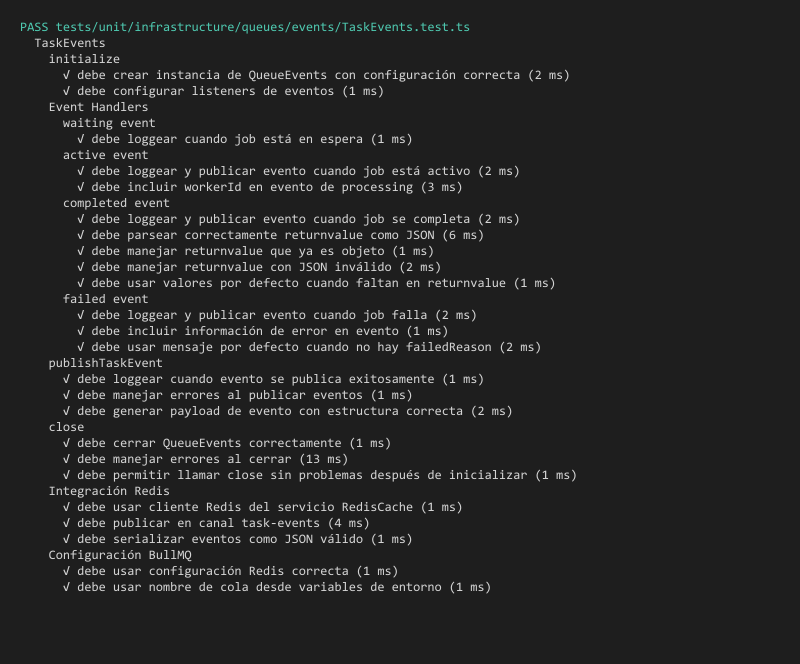 PASS tests/unit/infrastructure/queues/events/TaskEvents.test.ts
TaskEvents
initialize
√ debe crear instancia de QueueEvents con configuración correcta (2 ms)
√ debe configurar listeners de eventos (1 ms)
Event Handlers
waiting event
√ debe loggear cuando job está en espera (1 ms)
active event
√ debe loggear y publicar evento cuando job está activo (2 ms)
√ debe incluir workerId en evento de processing (3 ms)
completed event
√ debe loggear y publicar evento cuando job se completa (2 ms)
√ debe parsear correctamente returnvalue como JSON (6 ms)
√ debe manejar returnvalue que ya es objeto (1 ms)
√ debe manejar returnvalue con JSON inválido (2 ms)
√ debe usar valores por defecto cuando faltan en returnvalue (1 ms)
failed event
√ debe loggear y publicar evento cuando job falla (2 ms)
√ debe incluir información de error en evento (1 ms)
√ debe usar mensaje por defecto cuando no hay failedReason (2 ms)
publishTaskEvent
√ debe loggear cuando evento se publica exitosamente (1 ms)
√ debe manejar errores al publicar eventos (1 ms)
√ debe generar payload de evento con estructura correcta (2 ms)
close
√ debe cerrar QueueEvents correctamente (1 ms)
√ debe manejar errores al cerrar (13 ms)
√ debe permitir llamar close sin problemas después de inicializar (1 ms)
Integración Redis
√ debe usar cliente Redis del servicio RedisCache (1 ms)
√ debe publicar en canal task-events (4 ms)
√ debe serializar eventos como JSON válido (1 ms)
Configuración BullMQ
√ debe usar configuración Redis correcta (1 ms)
√ debe usar nombre de cola desde variables de entorno (1 ms)